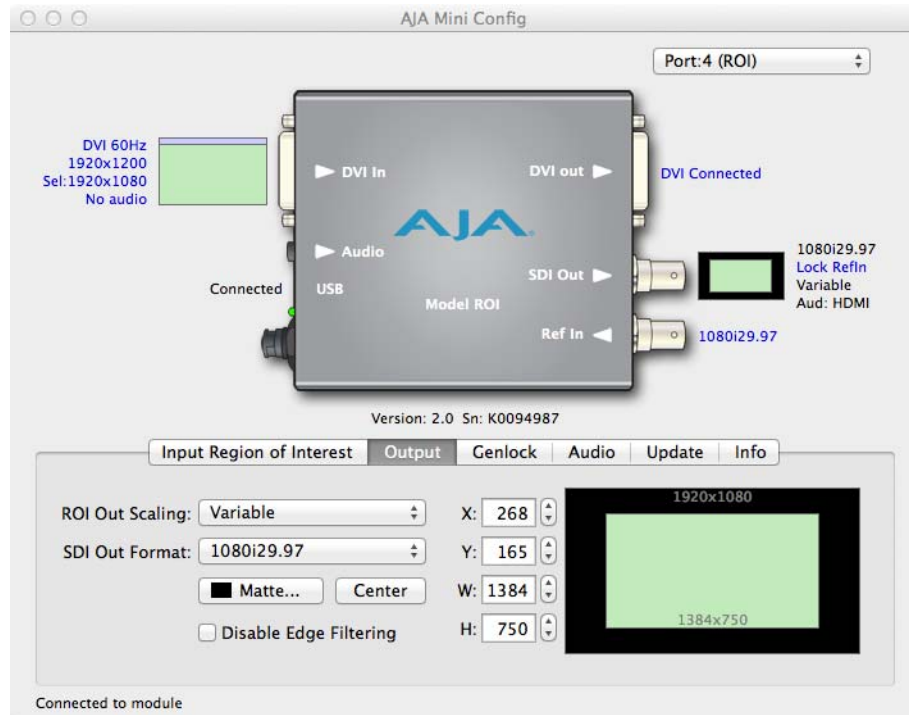 AJA Mini Config
Port:4 (ROI)
DVI 60Hz
1920x1200
Sel:1920x1080
No audio
DVI In
DVI out
DVI Connected
AJA
Audio
Connected
USB
SDI Out
Model ROI
Ref In
1080i29.97
Lock RefIn
Variable
Aud: HDMI
1080i29.97
Version: 2.0 Sn: K0094987
Input Region of Interest Output Genlock Audio Update Info
ROI Out Scaling: Variable
SDI Out Format: 1080i29.97
Matte... Center
Disable Edge Filtering
X: 268
Y: 165
W: 1384
H: 750
1920x1080
1384x750
Connected to module